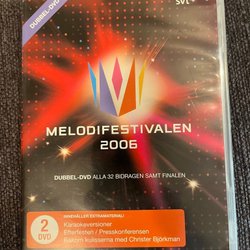 DUBBEL-DVD
svt
MELODIFESTIVALEN
2006
DUBBEL-DVD ALLA 32 BIDRAGEN SAMT FINALEN
2
DVD
INNEHÅLLER EXTRAMATERIAL!
Karaokeversioner
Efterfesten / Presskonferensen
Bakom kulisserna med Christer Björkman